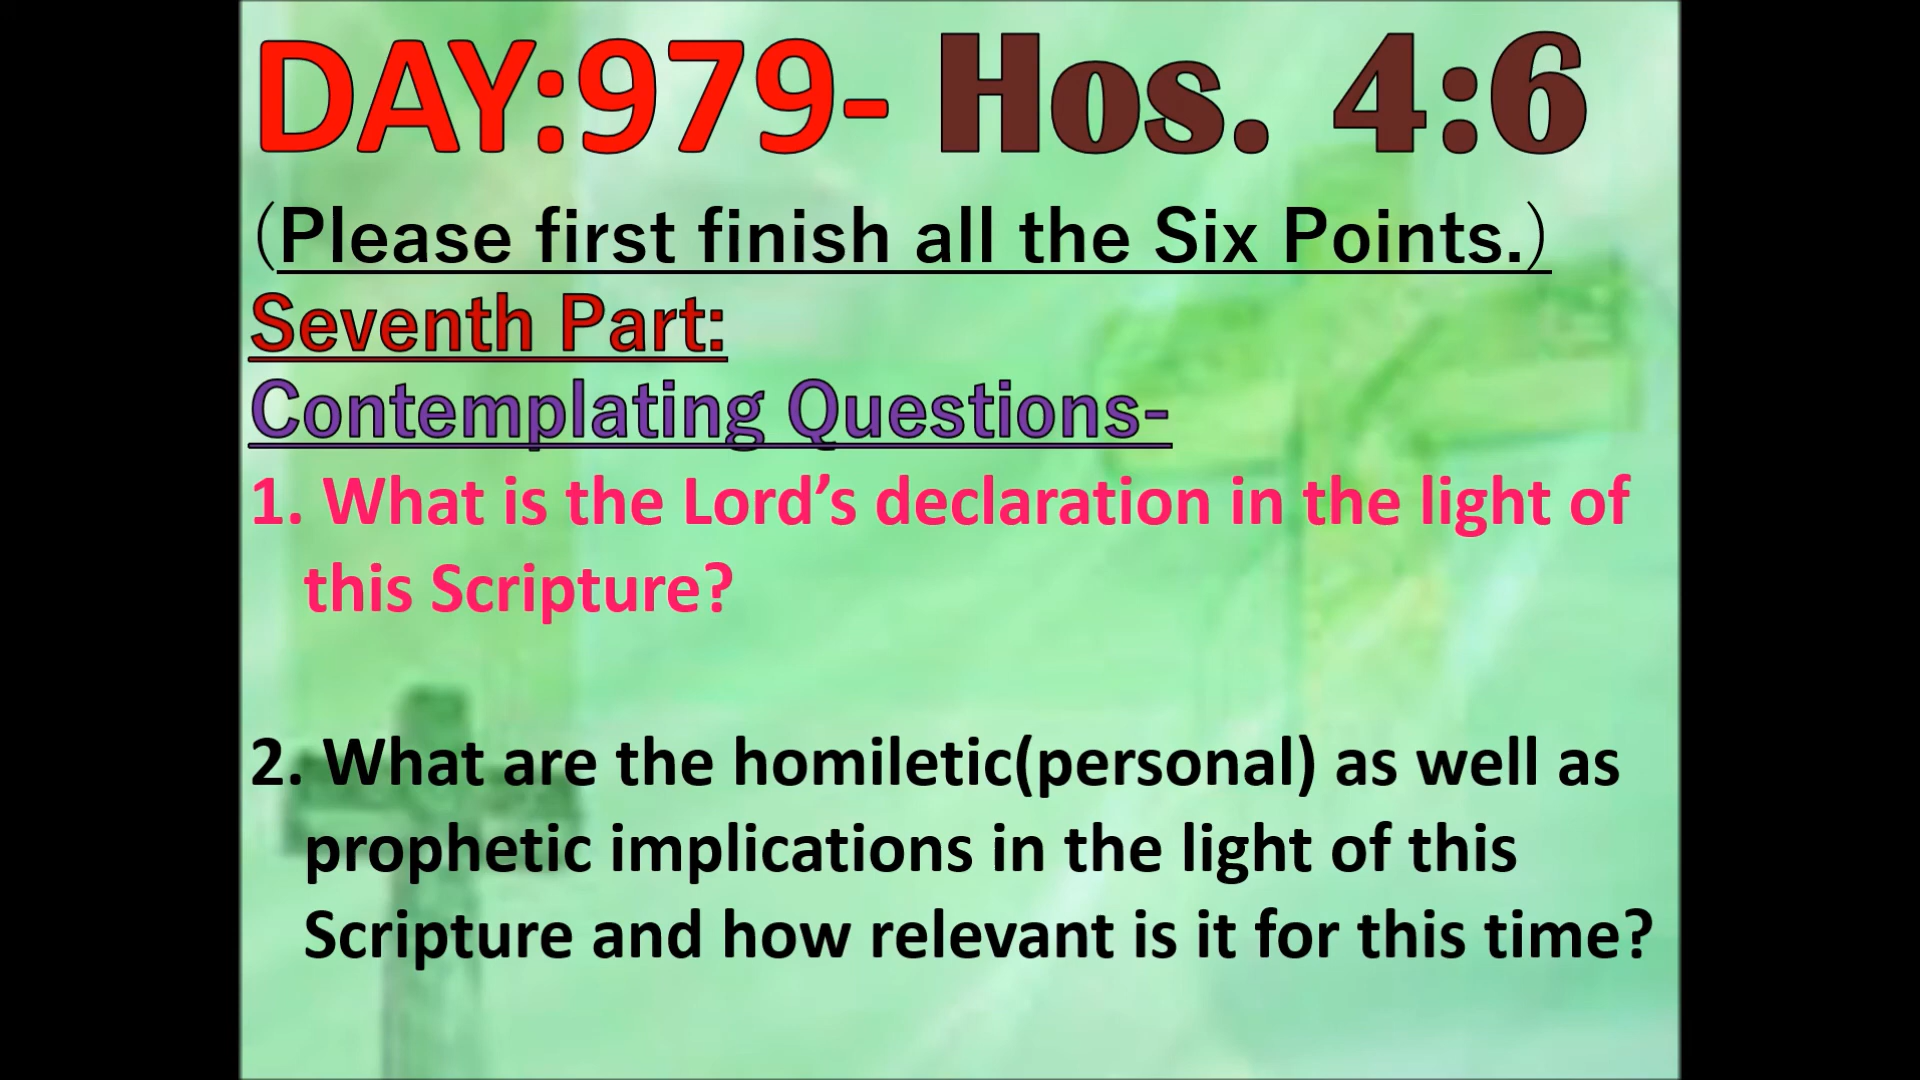 DAY:979- Hos. 4:6
(Please first finish all the Six Points.)
Seventh Part:
Contemplating Questions-
1. What is the Lord’s declaration in the light of
this Scripture?
2. What are the homiletic(personal) as well as
prophetic implications in the light of this
Scripture and how relevant is it for this time?